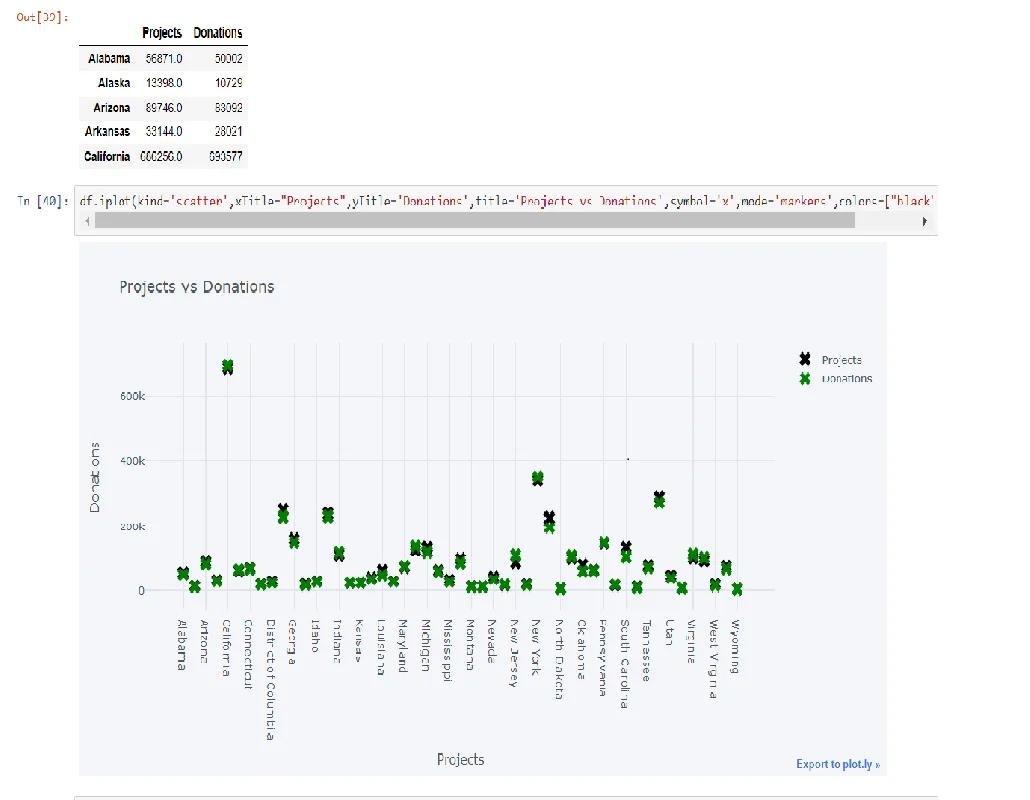 Out[39]:
Projects Donations
Alabama 56871.0 50002
Alaska 13398.0 10729
Arizona 89746.0 83092
Arkansas 33144.0 28021
California 693577
In [40]: df.iplot(kind='scatter',xTitle="Projects",yTitle='Donations',title='Projects vs Donations',symbol='x',mode='markers',colors=["black"
Projects vs Donations
Projects
Donations
600k
400k
200k
0
Donations
Alabama
Arizona
California
Connecticut
District of Columbia
Georgia
Idaho
Indiana
Kansas
Louisiana
Maryland
Michigan
Mississippi
Montana
Nevada
New Jersey
New York
North Dakota
Oklahoma
Pennsylvania
South Carolina
Tennessee
Utah
Virginia
West Virginia
Wyoming
Projects
Export to plot.ly »